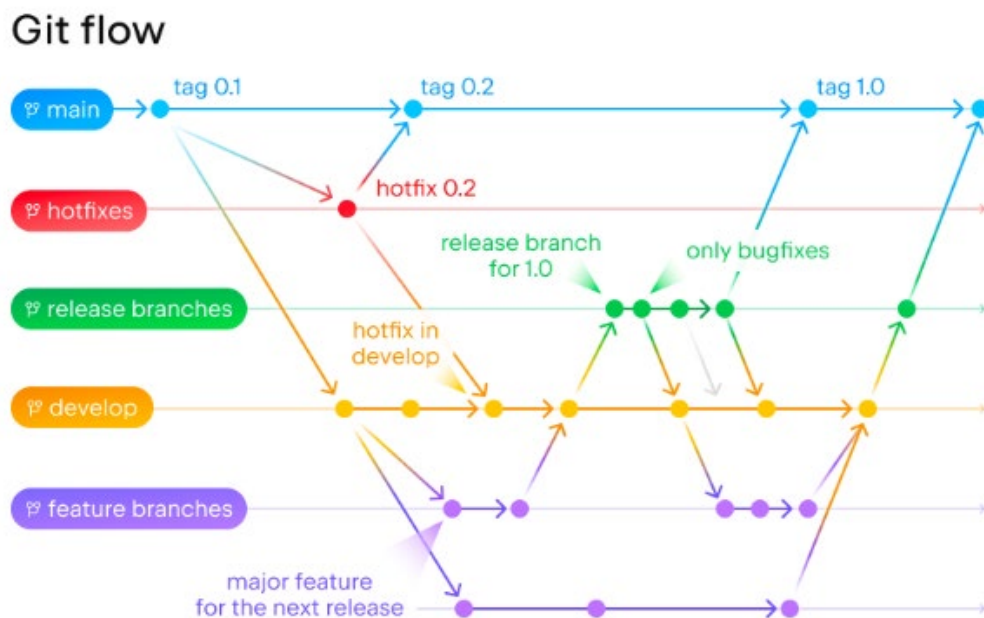 Git flow
tag 0.1
tag 0.2
tag 1.0
main
hotfixes
hotfix 0.2
release branch
for 1.0
only bugfixes
release branches
hotfix in
develop
develop
feature branches
major feature
for the next release